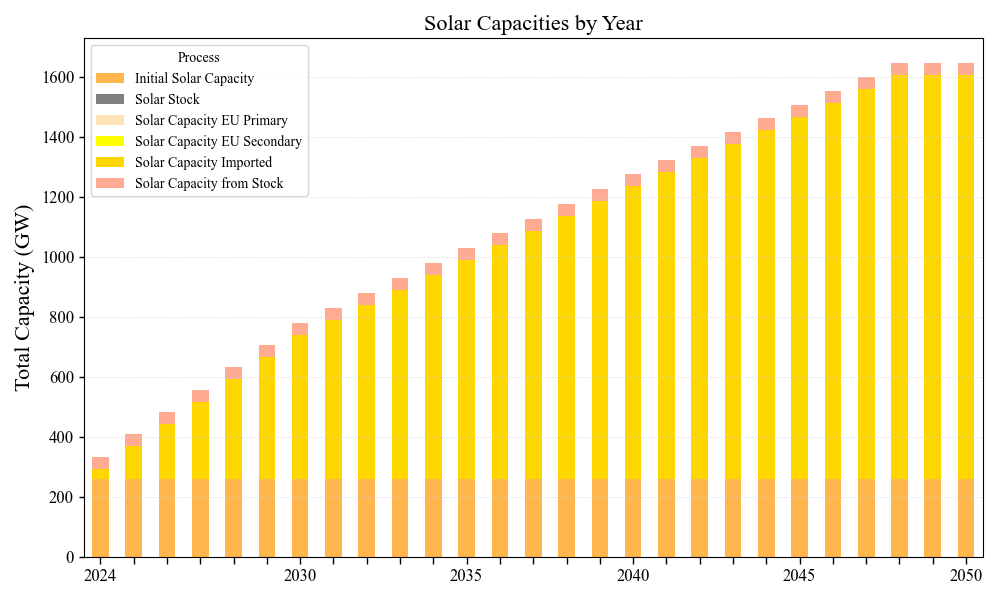 Solar Capacities by Year
Process
Initial Solar Capacity
Solar Stock
Solar Capacity EU Primary
Solar Capacity EU Secondary
Solar Capacity Imported
Solar Capacity from Stock
Total Capacity (GW)
1600
1400
1200
1000
800
600
400
200
0
2024
2030
2035
2040
2045
2050